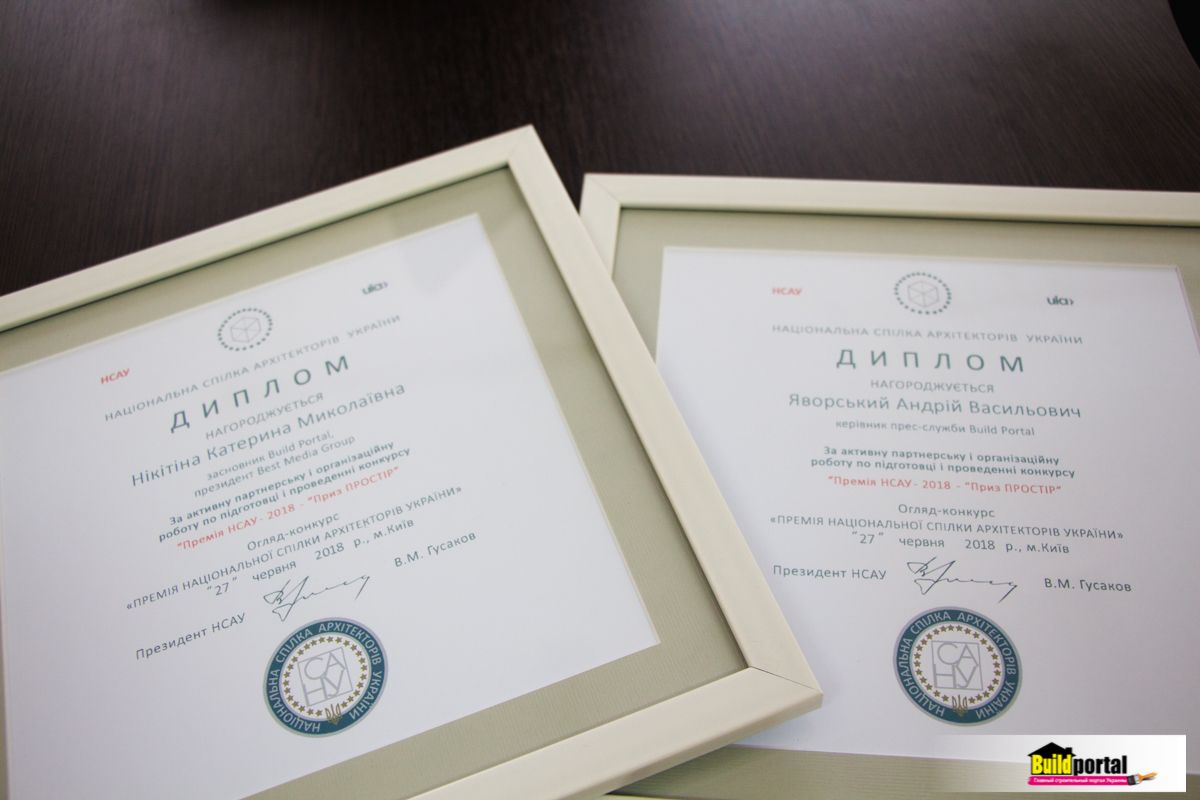 НСАУ
uia
НАЦІОНАЛЬНА СПІЛКА АРХІТЕКТОРІВ УКРАЇНИ
ДИПЛОМ
НАГОРОДЖУЄТЬСЯ
Нікітіна Катерина Миколаївна
засновник Build Portal,
президент Best Media Group
За активну партнерську і організаційну
роботу по підготовці і проведенні конкурсу
"Премія НСАУ - 2018 - "Приз ПРОСТІР"
Огляд-конкурс
«ПРЕМІЯ НАЦІОНАЛЬНОЇ СПІЛКИ АРХІТЕКТОРІВ УКРАЇНИ»
"27" червня 2018 р., м.Київ
Президент НСАУ В.М. Гусаков
НАЦІОНАЛЬНА СПІЛКА АРХІТЕКТОРІВ УКРАЇНИ
НСАУ
uia
НАЦІОНАЛЬНА СПІЛКА АРХІТЕКТОРІВ УКРАЇНИ
ДИПЛОМ
НАГОРОДЖУЄТЬСЯ
Яворський Андрій Васильович
керівник прес-служби Build Portal
За активну партнерську і організаційну
роботу по підготовці і проведенні конкурсу
"Премія НСАУ - 2018 - "Приз ПРОСТІР"
Огляд-конкурс
«ПРЕМІЯ НАЦІОНАЛЬНОЇ СПІЛКИ АРХІТЕКТОРІВ УКРАЇНИ»
"27" червня 2018 р., м.Київ
Президент НСАУ В.М. Гусаков
НАЦІОНАЛЬНА СПІЛКА АРХІТЕКТОРІВ УКРАЇНИ
Buildportal
Главный строительный портал Украины